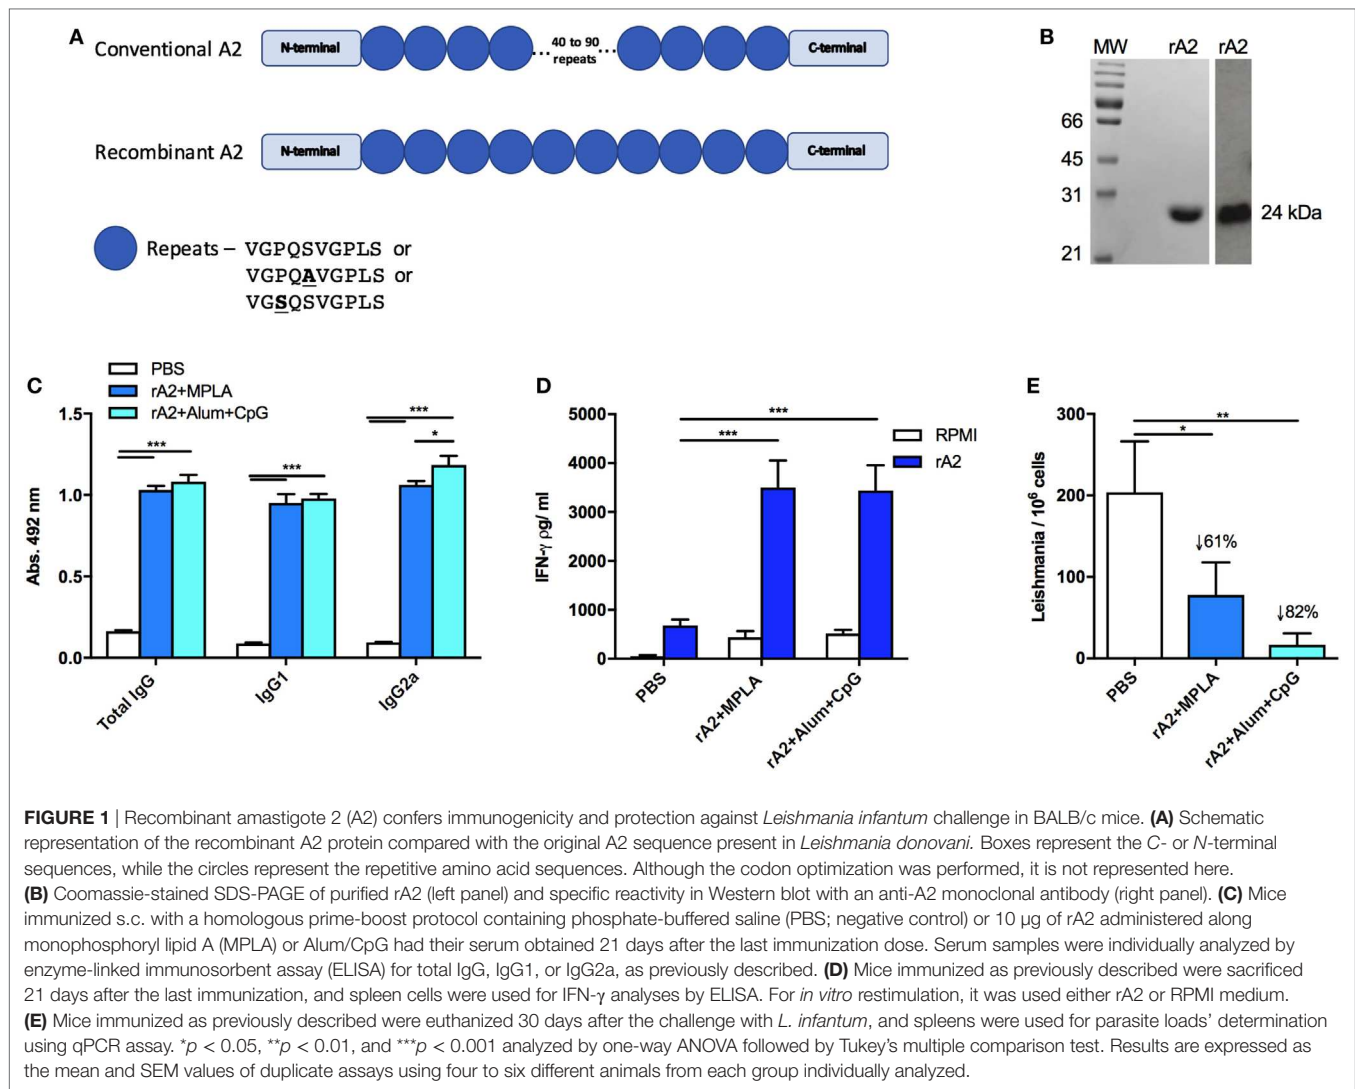 A
Conventional A2
N-terminal
... 40 to 90 repeats ...
C-terminal
Recombinant A2
N-terminal
C-terminal
Repeats – VGPQSVGPLS or
VGPQAVGPLS or
VGSQSVGPLS
B
MW rA2 rA2
66
45
31
21
24 kDa
C
PBS
rA2+MPLA
rA2+Alum+CpG
Abs. 492 nm
1.5
1.0
0.5
0.0
***
***
***
*
Total IgG
IgG1
IgG2a
D
IFN-γ ρg/ ml
5000
4000
3000
2000
1000
0
***
***
RPMI
rA2
PBS
rA2+MPLA
rA2+Alum+CpG
E
Leishmania / 10⁶ cells
300
200
100
0
**
*
↓61%
↓82%
PBS
rA2+MPLA
rA2+Alum+CpG
FIGURE 1 | Recombinant amastigote 2 (A2) confers immunogenicity and protection against Leishmania infantum challenge in BALB/c mice. (A) Schematic
representation of the recombinant A2 protein compared with the original A2 sequence present in Leishmania donovani. Boxes represent the C- or N-terminal
sequences, while the circles represent the repetitive amino acid sequences. Although the codon optimization was performed, it is not represented here.
(B) Coomassie-stained SDS-PAGE of purified rA2 (left panel) and specific reactivity in Western blot with an anti-A2 monoclonal antibody (right panel). (C) Mice
immunized s.c. with a homologous prime-boost protocol containing phosphate-buffered saline (PBS; negative control) or 10 µg of rA2 administered along
monophosphoryl lipid A (MPLA) or Alum/CpG had their serum obtained 21 days after the last immunization dose. Serum samples were individually analyzed by
enzyme-linked immunosorbent assay (ELISA) for total IgG, IgG1, or IgG2a, as previously described. (D) Mice immunized as previously described were sacrificed
21 days after the last immunization, and spleen cells were used for IFN-γ analyses by ELISA. For in vitro restimulation, it was used either rA2 or RPMI medium.
(E) Mice immunized as previously described were euthanized 30 days after the challenge with L. infantum, and spleens were used for parasite loads' determination
using qPCR assay. *p < 0.05, **p < 0.01, and ***p < 0.001 analyzed by one-way ANOVA followed by Tukey's multiple comparison test. Results are expressed as
the mean and SEM values of duplicate assays using four to six different animals from each group individually analyzed.